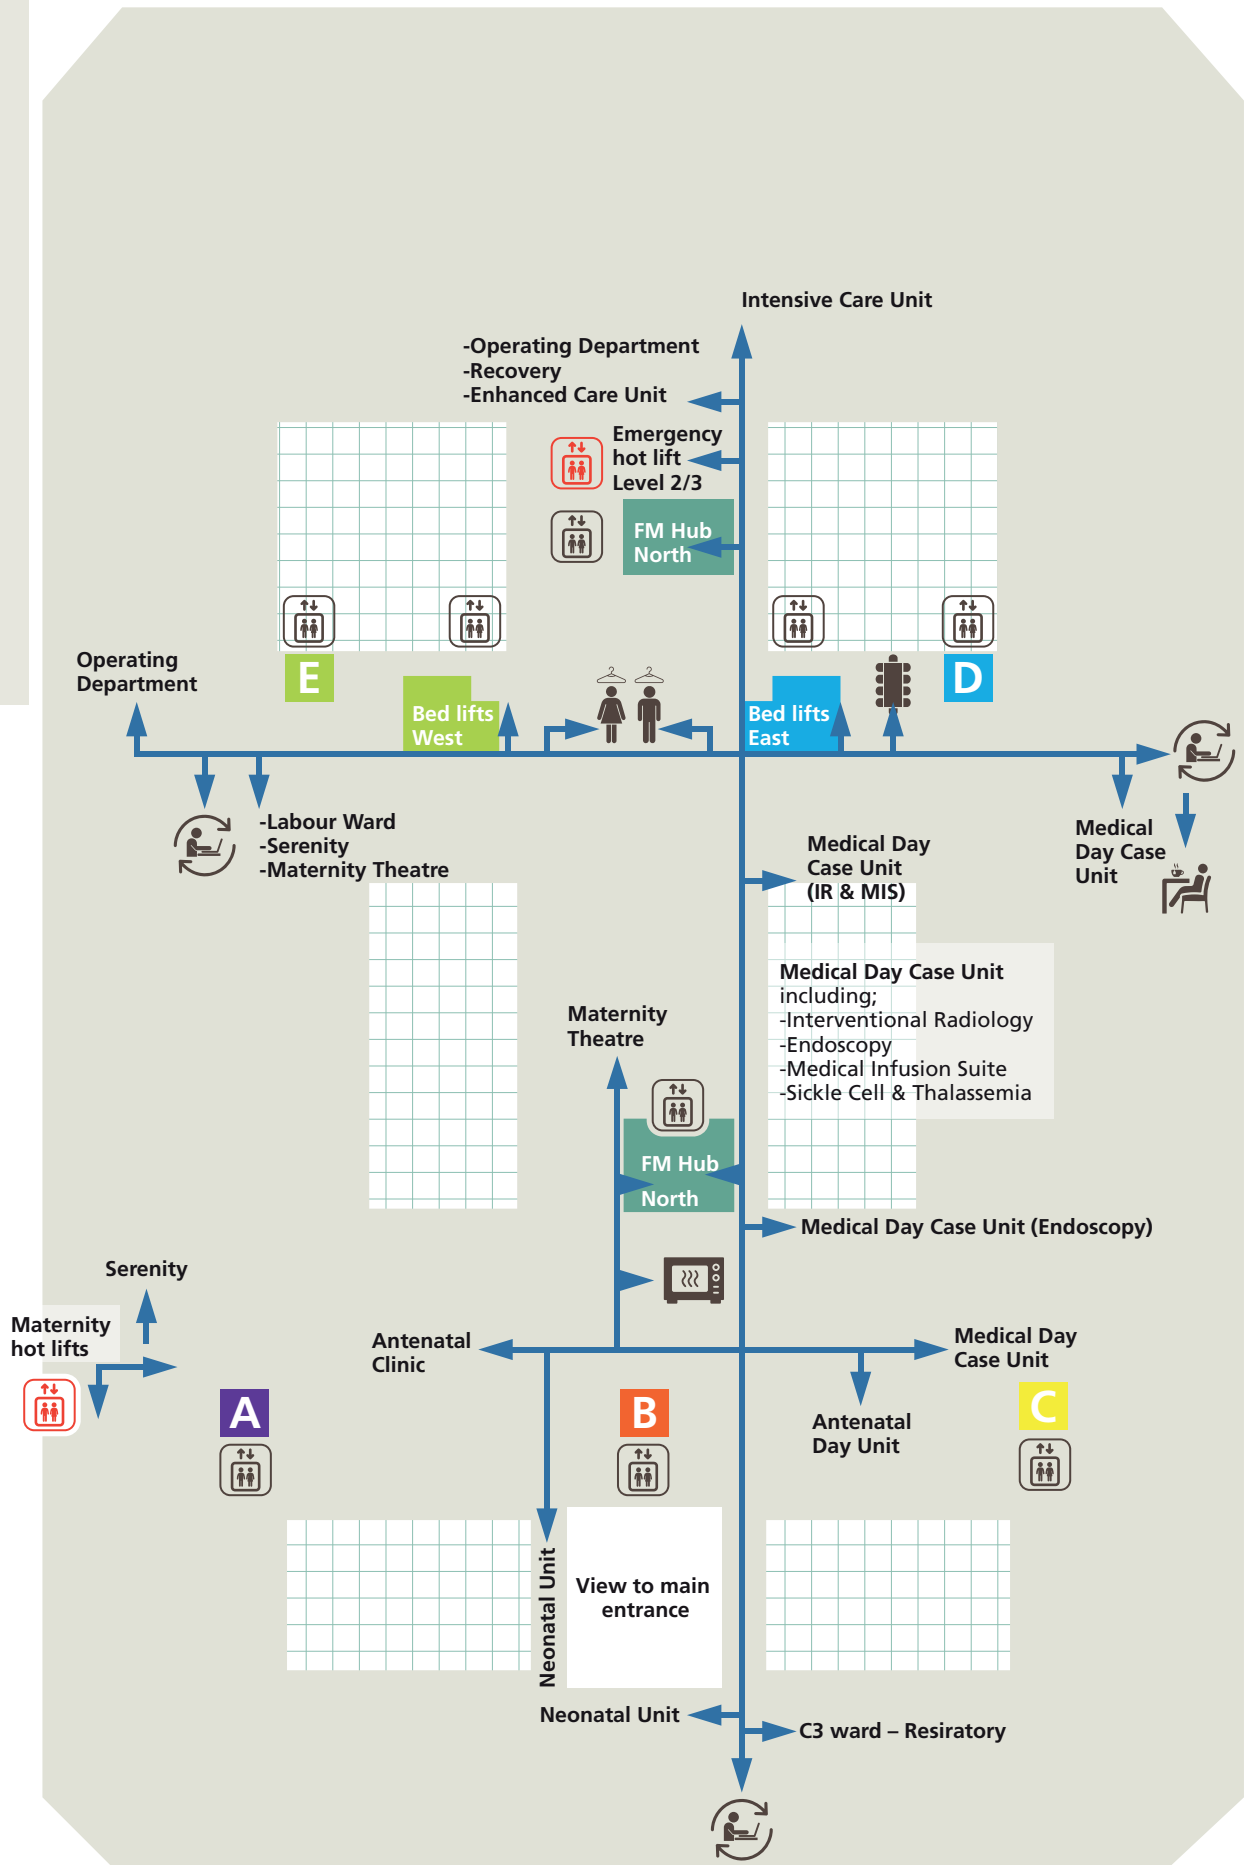 Intensive Care Unit
-Operating Department
-Recovery
-Enhanced Care Unit
Emergency
hot lift
Level 2/3
FM Hub
North
Operating
Department
E
D
Bed lifts
West
Bed lifts
East
-Labour Ward
-Serenity
-Maternity Theatre
Medical Day
Case Unit
(IR & MIS)
Medical
Day Case
Unit
Medical Day Case Unit
including;
-Interventional Radiology
-Endoscopy
-Medical Infusion Suite
-Sickle Cell & Thalassemia
Maternity
Theatre
FM Hub
North
Medical Day Case Unit (Endoscopy)
Serenity
Maternity
hot lifts
Antenatal
Clinic
Medical Day
Case Unit
A
B
C
Antenatal
Day Unit
Neonatal Unit
View to main
entrance
Neonatal Unit
C3 ward – Resiratory